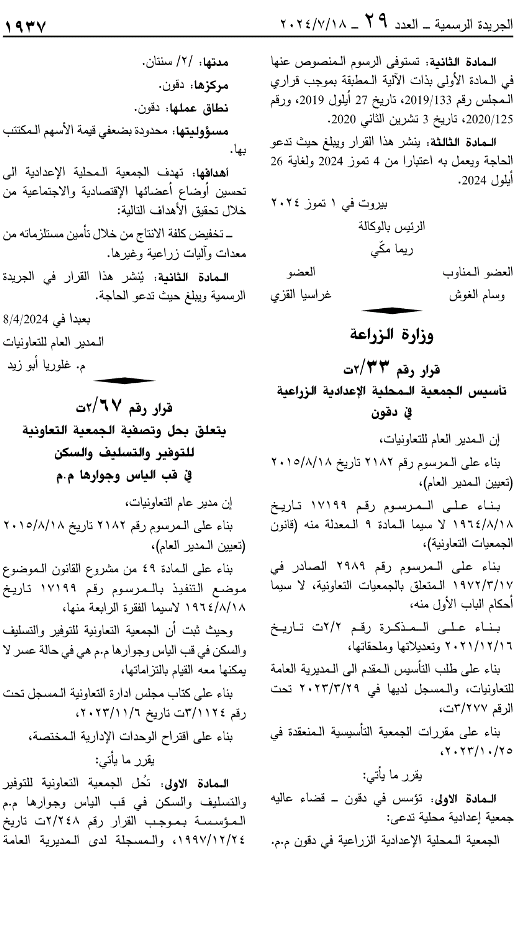 الجريدة الرسمية ــ العدد ٢٩ ــ ٢٠٢٤/٧/١٨
١٩٣٧
المادة الثانية: تستوفى الرسوم المنصوص عنها
في المادة الأولى بذات الآلية المطبقة بموجب قراري
المجلس رقم 2019/133، تاريخ 27 أيلول 2019، ورقم
2020/125، تاريخ 3 تشرين الثاني 2020.
المادة الثالثة: ينشر هذا القرار ويبلغ حيث تدعو
الحاجة ويعمل به اعتبارا من 4 تموز 2024 ولغاية 26
أيلول 2024.
بيروت في ١ تموز ٢٠٢٤
الرئيس بالوكالة
ريما مكّي
العضو المناوب العضو
وسام الغوش غراسيا القزي
وزارة الزراعة
قرار رقم ٢/٣٣ت
تأسيس الجمعية المحلية الإعدادية الزراعية
في دقون
إن المدير العام للتعاونيات،
بناء على المرسوم رقم ٢١٨٢ تاريخ ٢٠١٥/٨/١٨
(تعيين المدير العام)،
بناء على المرسوم رقم ١٧١٩٩ تاريخ
١٩٦٤/٨/١٨ لا سيما المادة ٩ المعدلة منه (قانون
الجمعيات التعاونية)،
بناء على المرسوم رقم ٢٩٨٩ الصادر في
١٩٧٢/٣/١٧ المتعلق بالجمعيات التعاونية، لا سيما
أحكام الباب الأول منه،
بناء على المذكرة رقم ٢/٢ت تاريخ
٢٠٢١/١٢/١٦ وتعديلاتها وملحقاتها،
بناء على طلب التأسيس المقدم الى المديرية العامة
للتعاونيات، والمسجل لديها في ٢٠٢٣/٣/٢٩ تحت
الرقم ٣/٢٧٧ت،
بناء على مقررات الجمعية التأسيسية المنعقدة في
٢٠٢٣/١٠/٢٥،
يقرر ما يأتي:
المادة الاولى: تؤسس في دقون ــ قضاء عاليه
جمعية إعدادية محلية تدعى:
الجمعية المحلية الإعدادية الزراعية في دقون م.م.
مدتها: /٢/ سنتان.
مركزها: دقون.
نطاق عملها: دقون.
مسؤوليتها: محدودة بضعفي قيمة الأسهم المكتتب
بها.
أهدافها: تهدف الجمعية المحلية الإعدادية الى
تحسين أوضاع أعضائها الإقتصادية والاجتماعية من
خلال تحقيق الأهداف التالية:
ــ تخفيض كلفة الانتاج من خلال تأمين مستلزماته من
معدات وآليات زراعية وغيرها.
المادة الثانية: يُنشر هذا القرار في الجريدة
الرسمية ويبلغ حيث تدعو الحاجة.
بعبدا في 8/4/2024
المدير العام للتعاونيات
م. غلوريا أبو زيد
قرار رقم ٢/٦٧ت
يتعلق بحل وتصفية الجمعية التعاونية
للتوفير والتسليف والسكن
في قب الياس وجوارها م.م
إن مدير عام التعاونيات،
بناء على المرسوم رقم ٢١٨٢ تاريخ ٢٠١٥/٨/١٨
(تعيين المدير العام)،
بناء على المادة ٤٩ من مشروع القانون الموضوع
موضع التنفيذ بالمرسوم رقم ١٧١٩٩ تاريخ
١٩٦٤/٨/١٨ لاسيما الفقرة الرابعة منها،
وحيث ثبت أن الجمعية التعاونية للتوفير والتسليف
والسكن في قب الياس وجوارها م.م هي في حالة عسر لا
يمكنها معه القيام بالتزاماتها،
بناء على كتاب مجلس ادارة التعاونية المسجل تحت
رقم ٣/١١٢٤ت تاريخ ٢٠٢٣/١١/٦،
بناء على اقتراح الوحدات الإدارية المختصة،
يقرر ما يأتي:
المادة الاولى: تُحل الجمعية التعاونية للتوفير
والتسليف والسكن في قب الياس وجوارها م.م
المؤسسة بموجب القرار رقم ٢/٢٤٨ت تاريخ
١٩٩٧/١٢/٢٤، والمسجلة لدى المديرية العامة